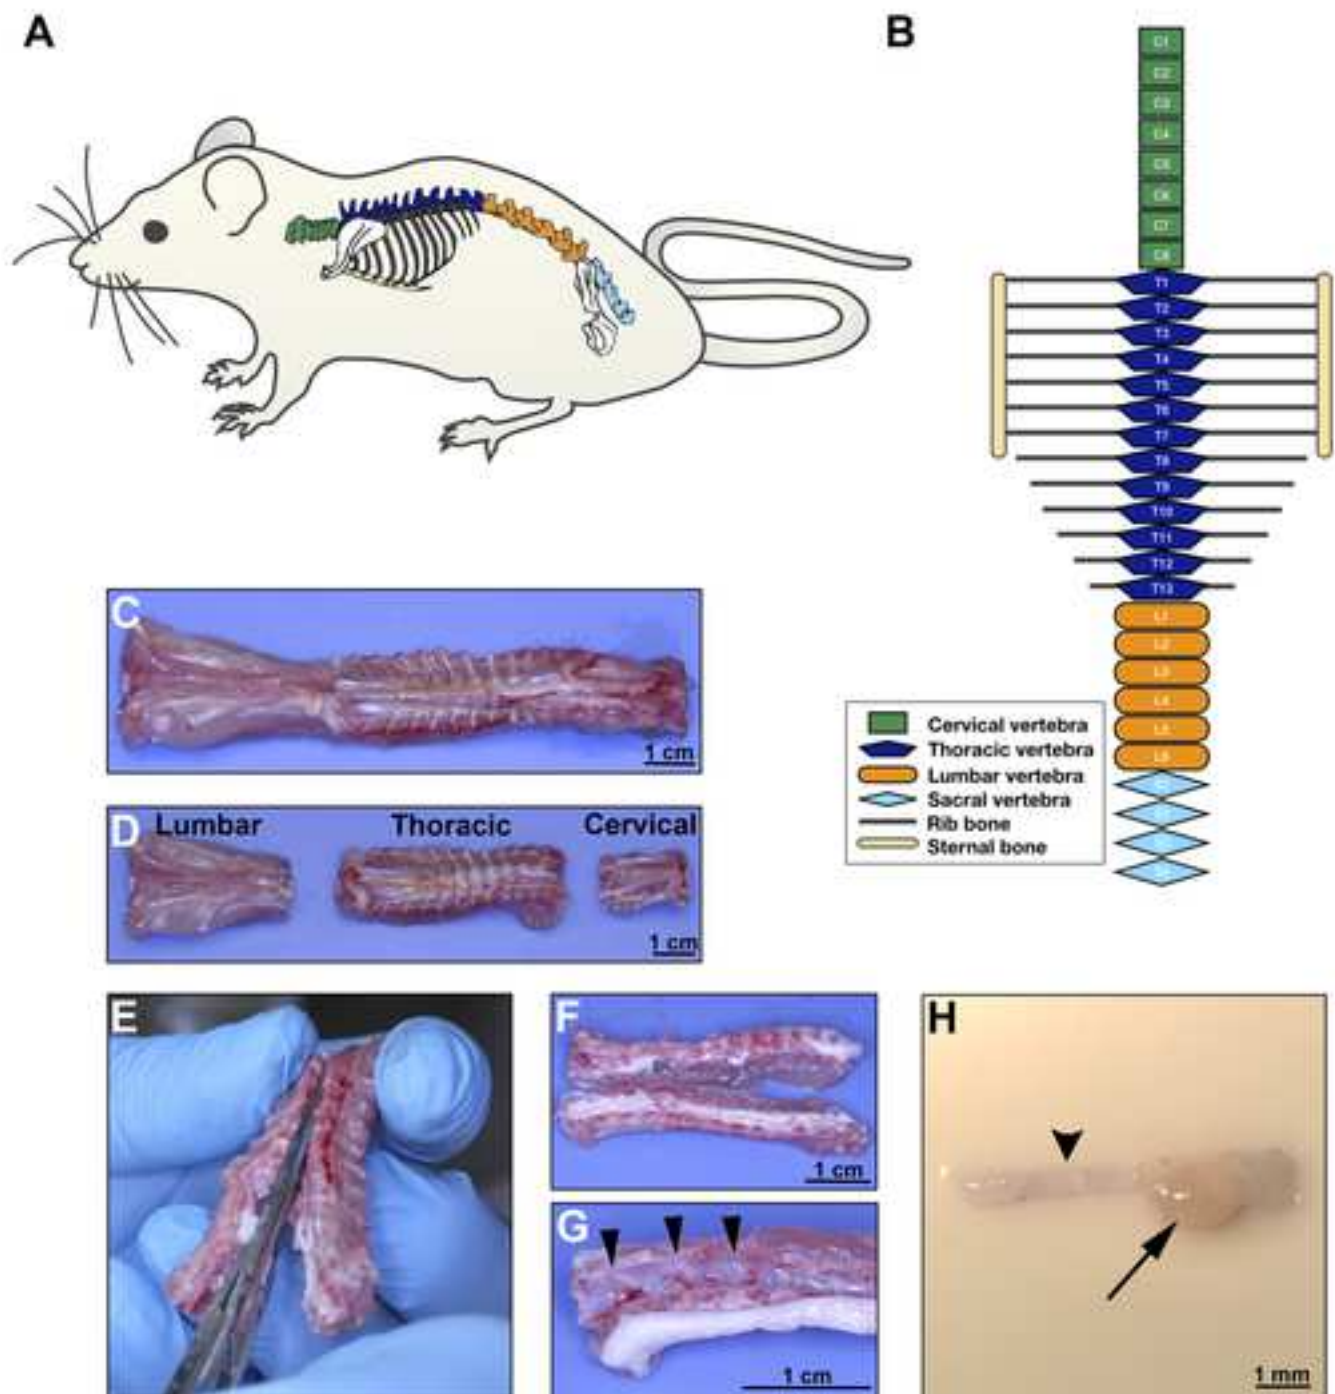 A
B
C1
C2
C3
C4
C5
C6
C7
C8
T1
T2
T3
T4
T5
T6
T7
T8
T9
T10
T11
T12
T13
L1
L2
L3
L4
L5
L6
Cervical vertebra
Thoracic vertebra
Lumbar vertebra
Sacral vertebra
Rib bone
Sternal bone
C
1 cm
D
Lumbar
Thoracic
Cervical
1 cm
E
F
1 cm
G
1 cm
H
1 mm